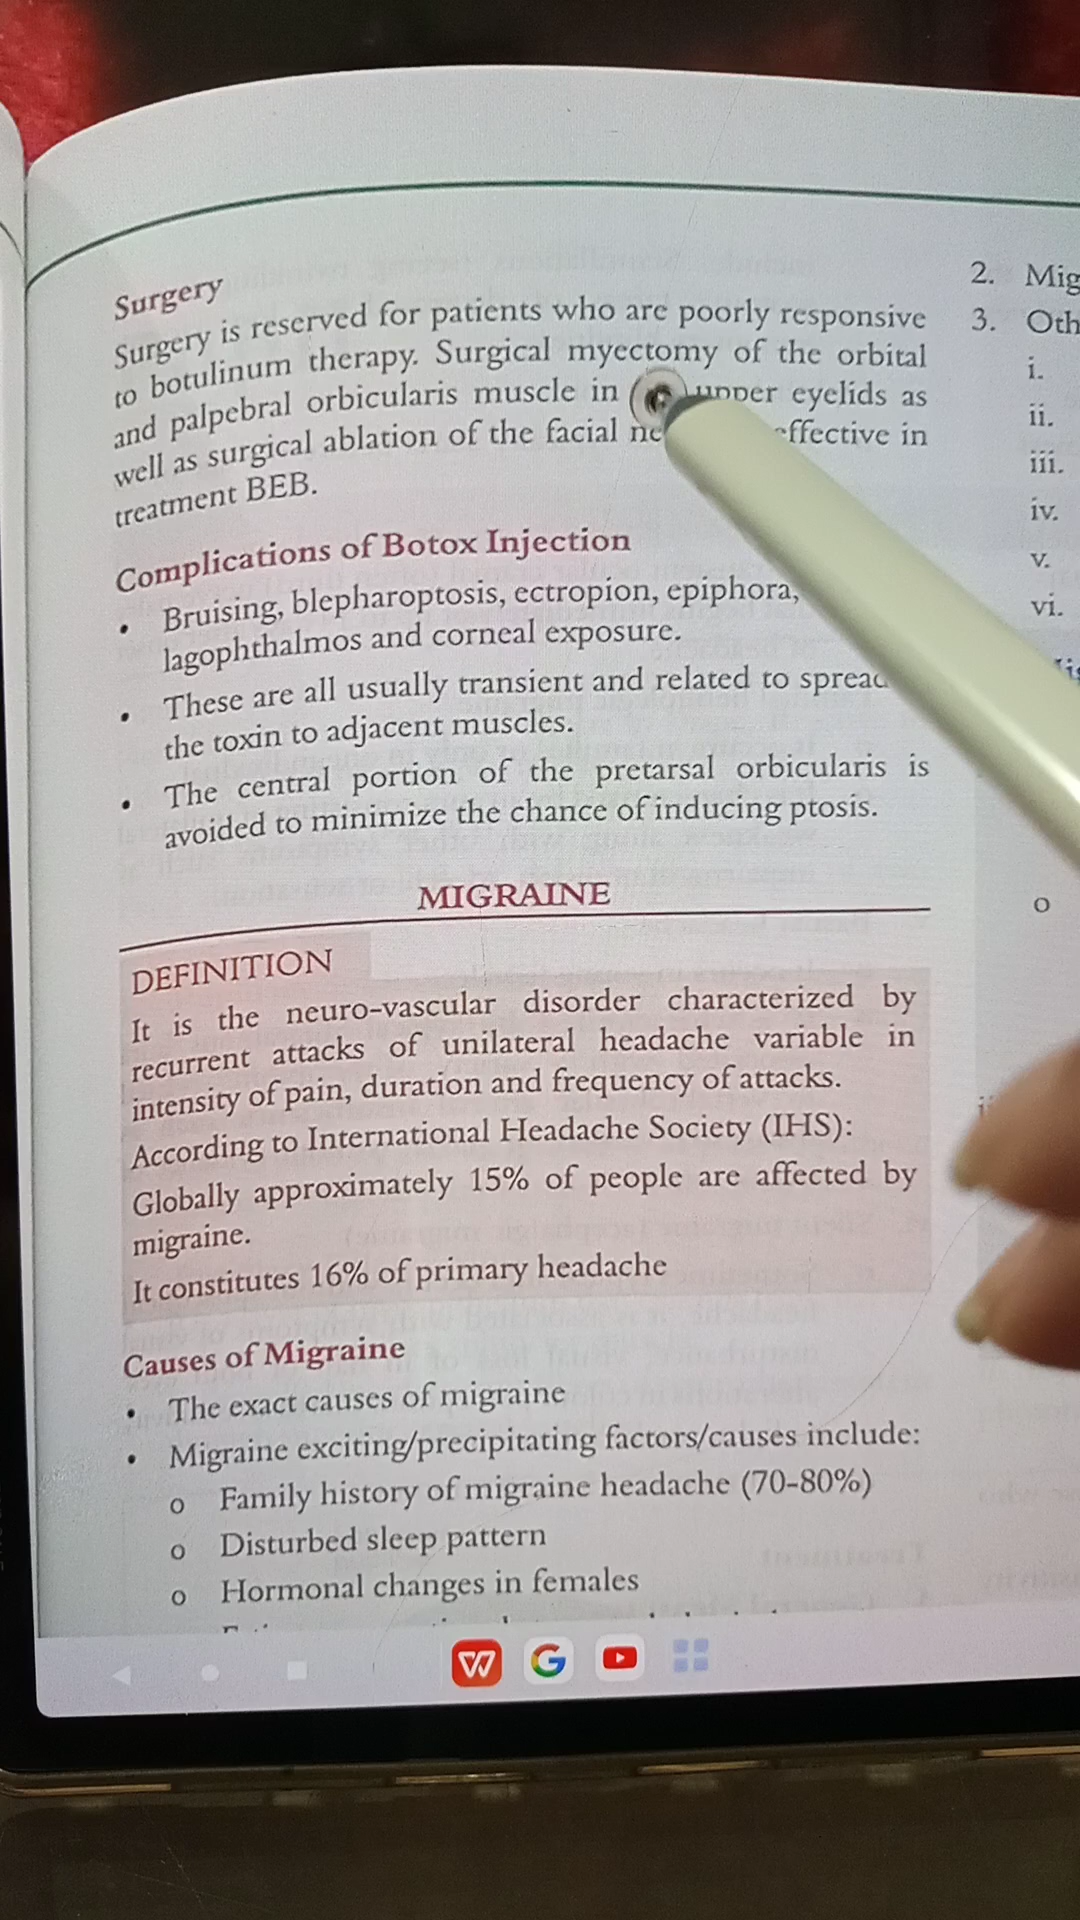 Surgery
Surgery is reserved for patients who are poorly responsive
to botulinum therapy. Surgical myectomy of the orbital
and palpebral orbicularis muscle in upper eyelids as
well as surgical ablation of the facial effective in
treatment BEB.
Complications of Botox Injection
• Bruising, blepharoptosis, ectropion, epiphora,
lagophthalmos and corneal exposure.
• These are all usually transient and related to
the toxin to adjacent muscles.
• The central portion of the pretarsal orbicularis is
avoided to minimize the chance of inducing ptosis.
MIGRAINE
DEFINITION
It is the neuro-vascular disorder characterized by
recurrent attacks of unilateral headache variable in
intensity of pain, duration and frequency of attacks.
According to International Headache Society (IHS):
Globally approximately 15% of people are affected by
migraine.
It constitutes 16% of primary headache
Causes of Migraine
• The exact causes of migraine
• Migraine exciting/precipitating factors/causes include:
o Family history of migraine headache (70-80%)
o Disturbed sleep pattern
o Hormonal changes in females
2. Mig
3. Oth
i.
ii.
iii.
iv.
v.
vi.
o